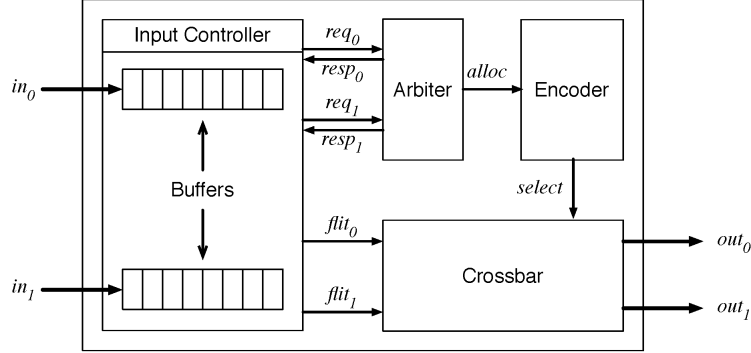 Input Controller
req0
resp0
req1
resp1
Arbiter
alloc
Encoder
in0
Buffers
select
flit0
flit1
Crossbar
out0
out1
in1